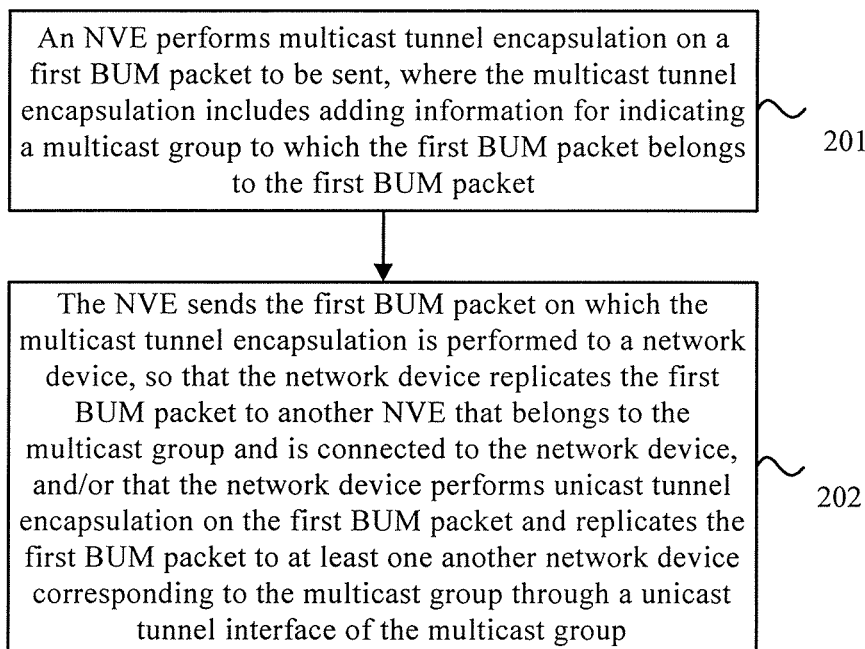 An NVE performs multicast tunnel encapsulation on a
first BUM packet to be sent, where the multicast tunnel
encapsulation includes adding information for indicating
a multicast group to which the first BUM packet belongs
to the first BUM packet
201
The NVE sends the first BUM packet on which the
multicast tunnel encapsulation is performed to a network
device, so that the network device replicates the first
BUM packet to another NVE that belongs to the
multicast group and is connected to the network device,
and/or that the network device performs unicast tunnel
encapsulation on the first BUM packet and replicates the
first BUM packet to at least one another network device
corresponding to the multicast group through a unicast
tunnel interface of the multicast group
202